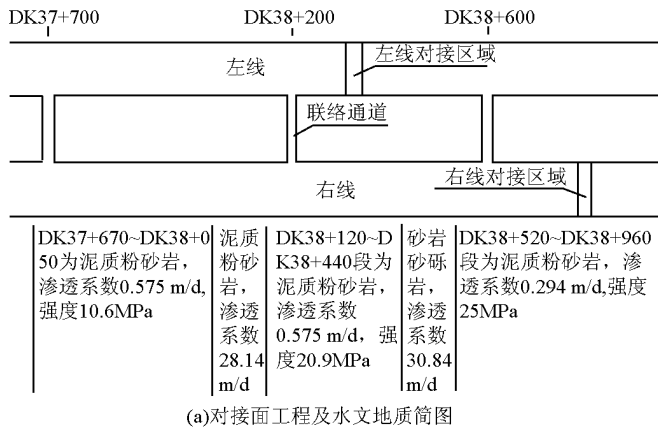 DK37+700 DK38+200 DK38+600
左线对接区域
左线
联络通道
右线对接区域
右线
DK37+670~DK38+0
50为泥质粉砂岩，
渗透系数0.575 m/d,
强度10.6MPa
泥质
粉砂
岩，
渗透
系数
28.14
m/d
DK38+120~D
K38+440段为
泥质粉砂岩，
渗透系数
0.575 m/d，强
度20.9MPa
砂岩
砂砾
岩，
渗透
系数
30.84
m/d
DK38+520~DK38+960
段为泥质粉砂岩，渗
透系数0.294 m/d,强度
25MPa
(a)对接面工程及水文地质简图